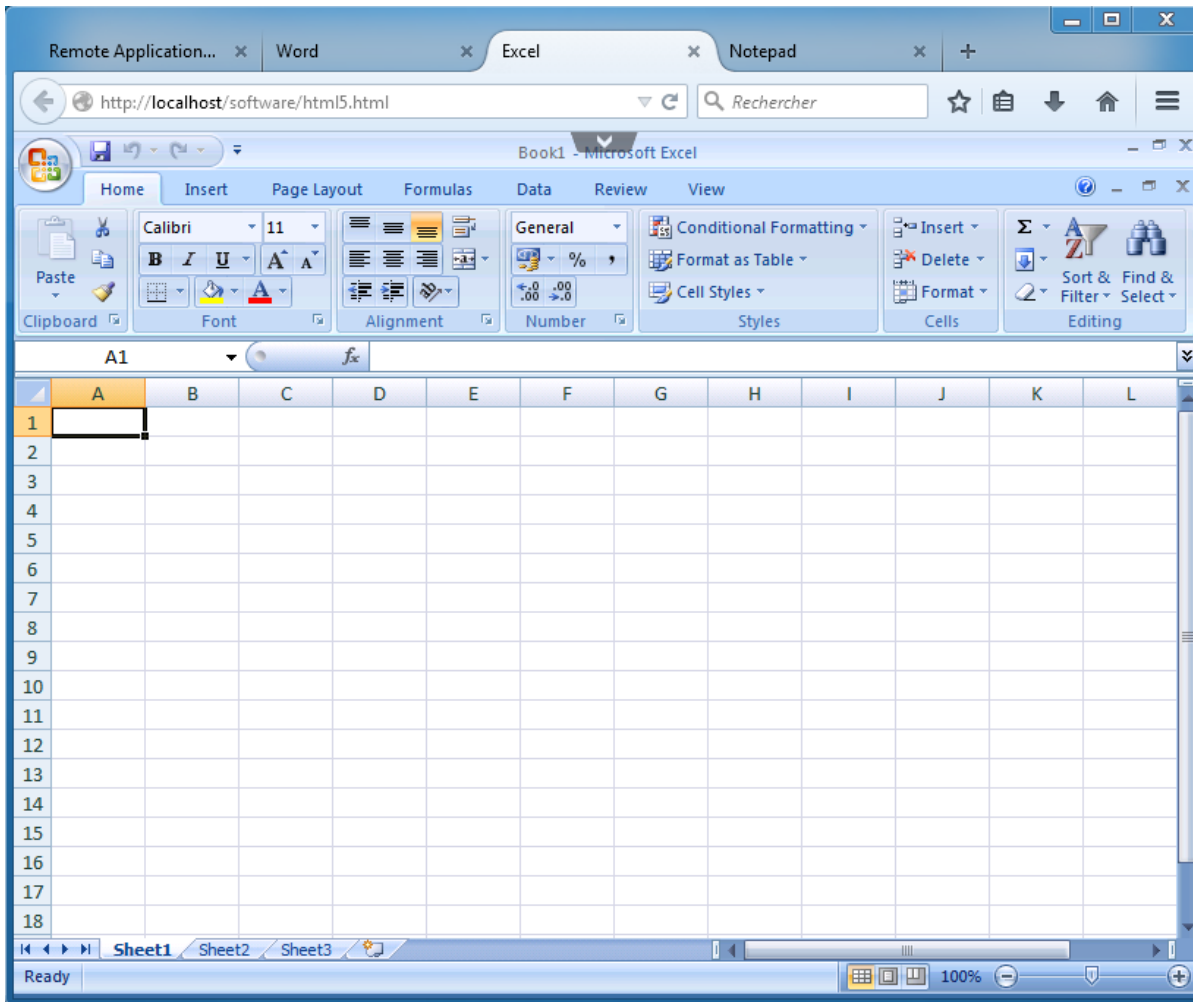 Remote Application... Word Excel Notepad
http://localhost/software/html5.html Rechercher
Book1 - Microsoft Excel
Home Insert Page Layout Formulas Data Review View
Calibri 11 General Conditional Formatting Insert Σ
B I U A A % , Format as Table Delete
Paste Cell Styles Format Sort & Filter Find & Select
Clipboard Font Alignment Number Styles Cells Editing
A1 fx
A B C D E F G H I J K L
1
2
3
4
5
6
7
8
9
10
11
12
13
14
15
16
17
18
Sheet1 Sheet2 Sheet3
Ready 100%